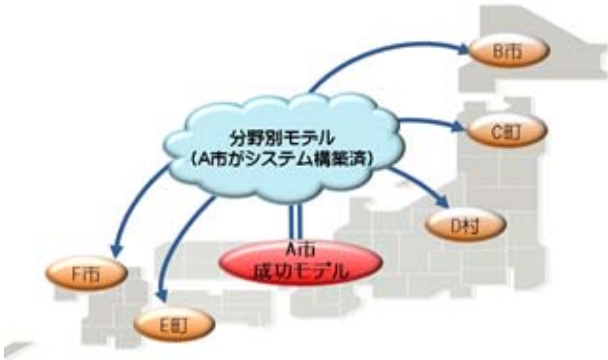 B市
分野別モデル
（A市がシステム構築済）
C町
D村
A市
成功モデル
F市
E町